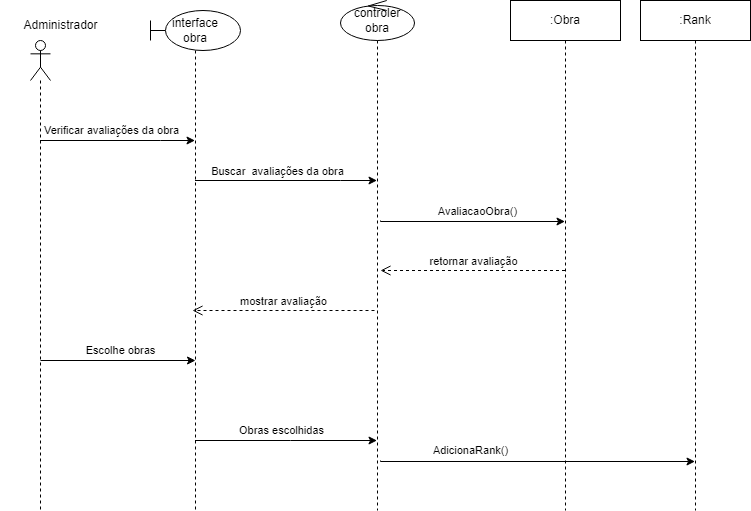 Administrador
interface
obra
controler
obra
:Obra
:Rank
Verificar avaliações da obra
Buscar  avaliações da obra
AvaliacaoObra()
retornar avaliação
mostrar avaliação
Escolhe obras
Obras escolhidas
AdicionaRank()